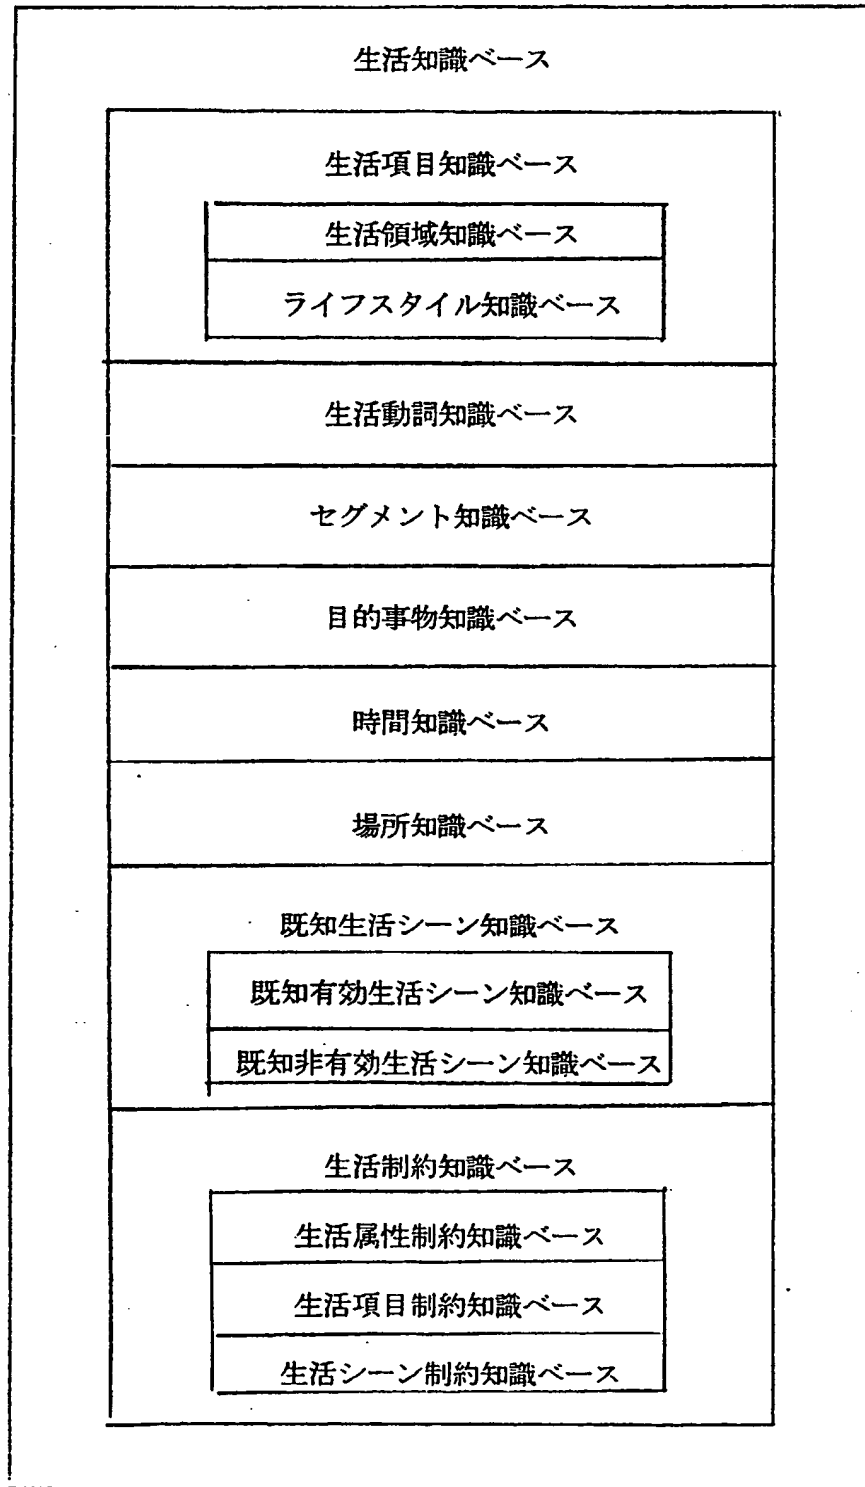 生活知識ベース
生活項目知識ベース
生活領域知識ベース
ライフスタイル知識ベース
生活動詞知識ベース
セグメント知識ベース
目的事物知識ベース
時間知識ベース
場所知識ベース
既知生活シーン知識ベース
既知有効生活シーン知識ベース
既知非有効生活シーン知識ベース
生活制約知識ベース
生活属性制約知識ベース
生活項目制約知識ベース
生活シーン制約知識ベース